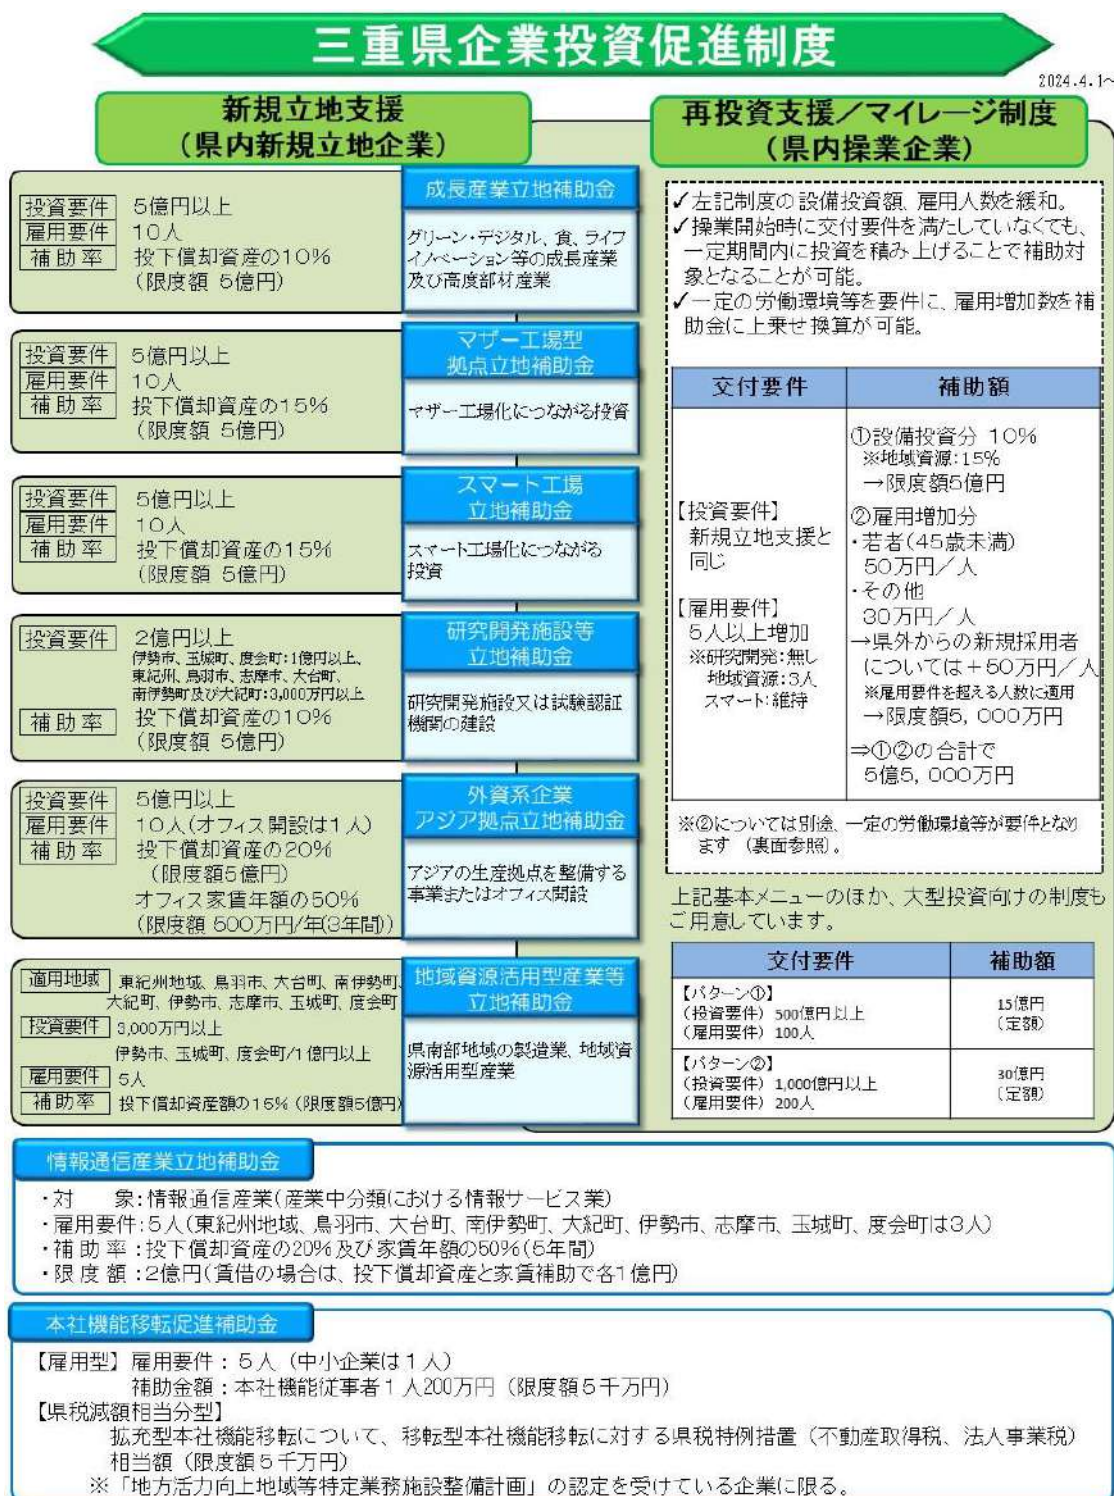 三重県企業投資促進制度
2024.4.1~
新規立地支援
(県内新規立地企業)
成長産業立地補助金
投資要件 5億円以上
雇用要件 10人
補助率 投下償却資産の10%
(限度額 5億円)
グリーン・デジタル、食、ライフ
イノベーション等の成長産業
及び高度部材産業
マザー工場型
拠点立地補助金
投資要件 5億円以上
雇用要件 10人
補助率 投下償却資産の15%
(限度額 5億円)
マザー工場化につながる投資
スマート工場
立地補助金
投資要件 5億円以上
雇用要件 10人
補助率 投下償却資産の15%
(限度額 5億円)
スマート工場化につながる
投資
研究開発施設等
立地補助金
投資要件 2億円以上
伊勢市、玉城町、度会町:1億円以上、
東紀州、鳥羽市、志摩市、大台町、
南伊勢町及び大紀町:3,000万円以上
補助率 投下償却資産の10%
(限度額 5億円)
研究開発施設又は試験認証
機関の建設
外資系企業
アジア拠点立地補助金
投資要件 5億円以上
雇用要件 10人(オフィス開設は1人)
補助率 投下償却資産の20%
(限度額5億円)
オフィス家賃年額の50%
(限度額 500万円/年(3年間))
アジアの生産拠点を整備する
事業またはオフィス開設
地域資源活用型産業等
立地補助金
適用地域 東紀州地域、鳥羽市、大台町、南伊勢町、
大紀町、伊勢市、志摩市、玉城町、度会町
投資要件 3,000万円以上
伊勢市、玉城町、度会町/1億円以上
雇用要件 5人
補助率 投下償却資産額の15%(限度額5億円)
県南部地域の製造業、地域資
源活用型産業
再投資支援/マイレージ制度
(県内操業企業)
✓左記制度の設備投資額、雇用人数を緩和。
✓操業開始時に交付要件を満たしていなくても、
一定期間内に投資を積み上げることで補助対
象となることが可能。
✓一定の労働環境等を要件に、雇用増加数を補
助金に上乗せ換算が可能。
交付要件 補助額
【投資要件】
新規立地支援と
同じ
【雇用要件】
5人以上増加
※研究開発:無し
地域資源:3人
スマート:維持
①設備投資分 10%
※地域資源:15%
→限度額5億円
②雇用増加分
・若者(45歳未満)
50万円/人
・その他
30万円/人
→県外からの新規採用者
については+50万円/人
※雇用要件を超える人数に適用
→限度額5,000万円
⇒①②の合計で
5億5,000万円
※②については別途、一定の労働環境等が要件となり
ます (裏面参照)。
上記基本メニューのほか、大型投資向けの制度も
ご用意しています。
交付要件 補助額
【パターン①】
(投資要件) 500億円以上
(雇用要件) 100人
15億円
(定額)
【パターン②】
(投資要件) 1,000億円以上
(雇用要件) 200人
30億円
(定額)
情報通信産業立地補助金
・対 象:情報通信産業(産業中分類における情報サービス業)
・雇用要件:5人(東紀州地域、鳥羽市、大台町、南伊勢町、大紀町、伊勢市、志摩市、玉城町、度会町は3人)
・補助率:投下償却資産の20%及び家賃年額の50%(5年間)
・限度額:2億円(賃借の場合は、投下償却資産と家賃補助で各1億円)
本社機能移転促進補助金
【雇用型】雇用要件:5人(中小企業は1人)
補助金額:本社機能従事者1人200万円(限度額5千万円)
【県税減額相当分型】
拡充型本社機能移転について、移転型本社機能移転に対する県税特例措置(不動産取得税、法人事業税)
相当額(限度額5千万円)
※「地方活力向上地域等特定業務施設整備計画」の認定を受けている企業に限る。